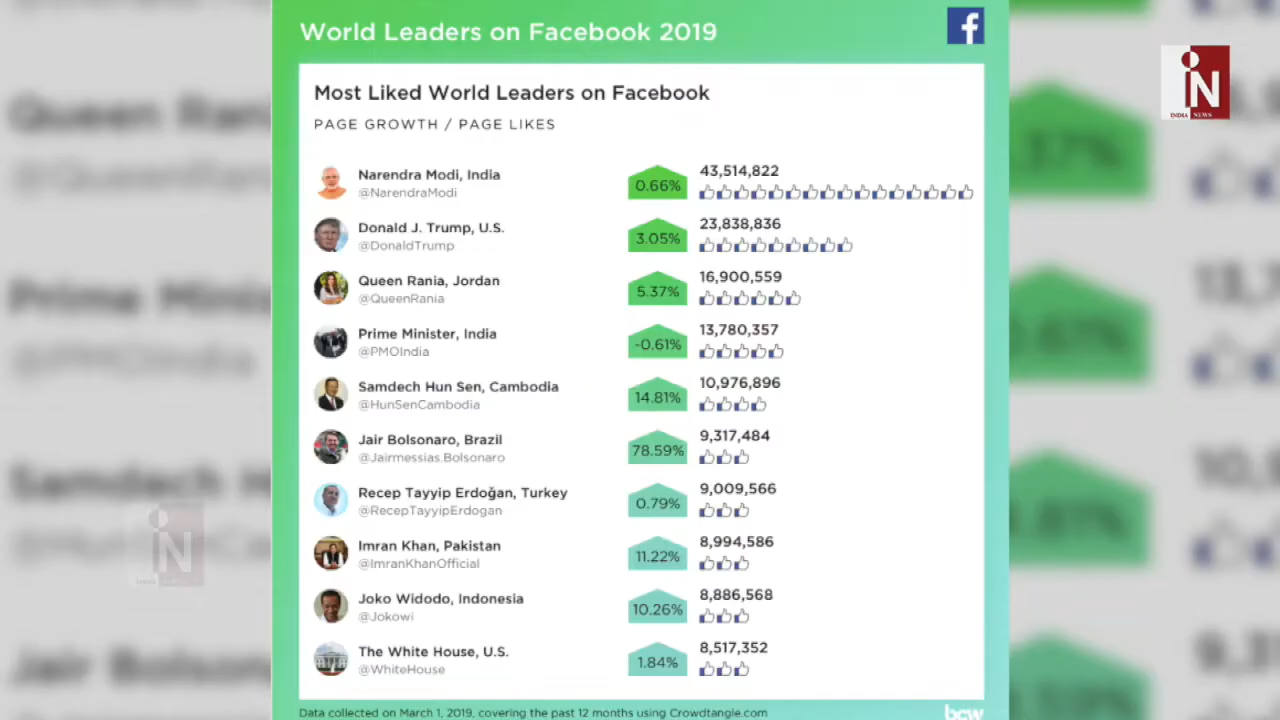 World Leaders on Facebook 2019
Most Liked World Leaders on Facebook
PAGE GROWTH / PAGE LIKES
Narendra Modi, India
@NarendraModi
0.66%
43,514,822
Donald J. Trump, U.S.
@DonaldTrump
3.05%
23,838,836
Queen Rania, Jordan
@QueenRania
5.37%
16,900,559
Prime Minister, India
@PMOIndia
-0.61%
13,780,357
Samdech Hun Sen, Cambodia
@HunSenCambodia
14.81%
10,976,896
Jair Bolsonaro, Brazil
@Jairmessias.Bolsonaro
78.59%
9,317,484
Recep Tayyip Erdoğan, Turkey
@RecepTayyipErdogan
0.79%
9,009,566
Imran Khan, Pakistan
@ImranKhanOfficial
11.22%
8,994,586
Joko Widodo, Indonesia
@Jokowi
10.26%
8,886,568
The White House, U.S.
@WhiteHouse
1.84%
8,517,352
Data collected on March 1, 2019, covering the past 12 months using Crowdtangle.com
bcw
iN
INDIA NEWS